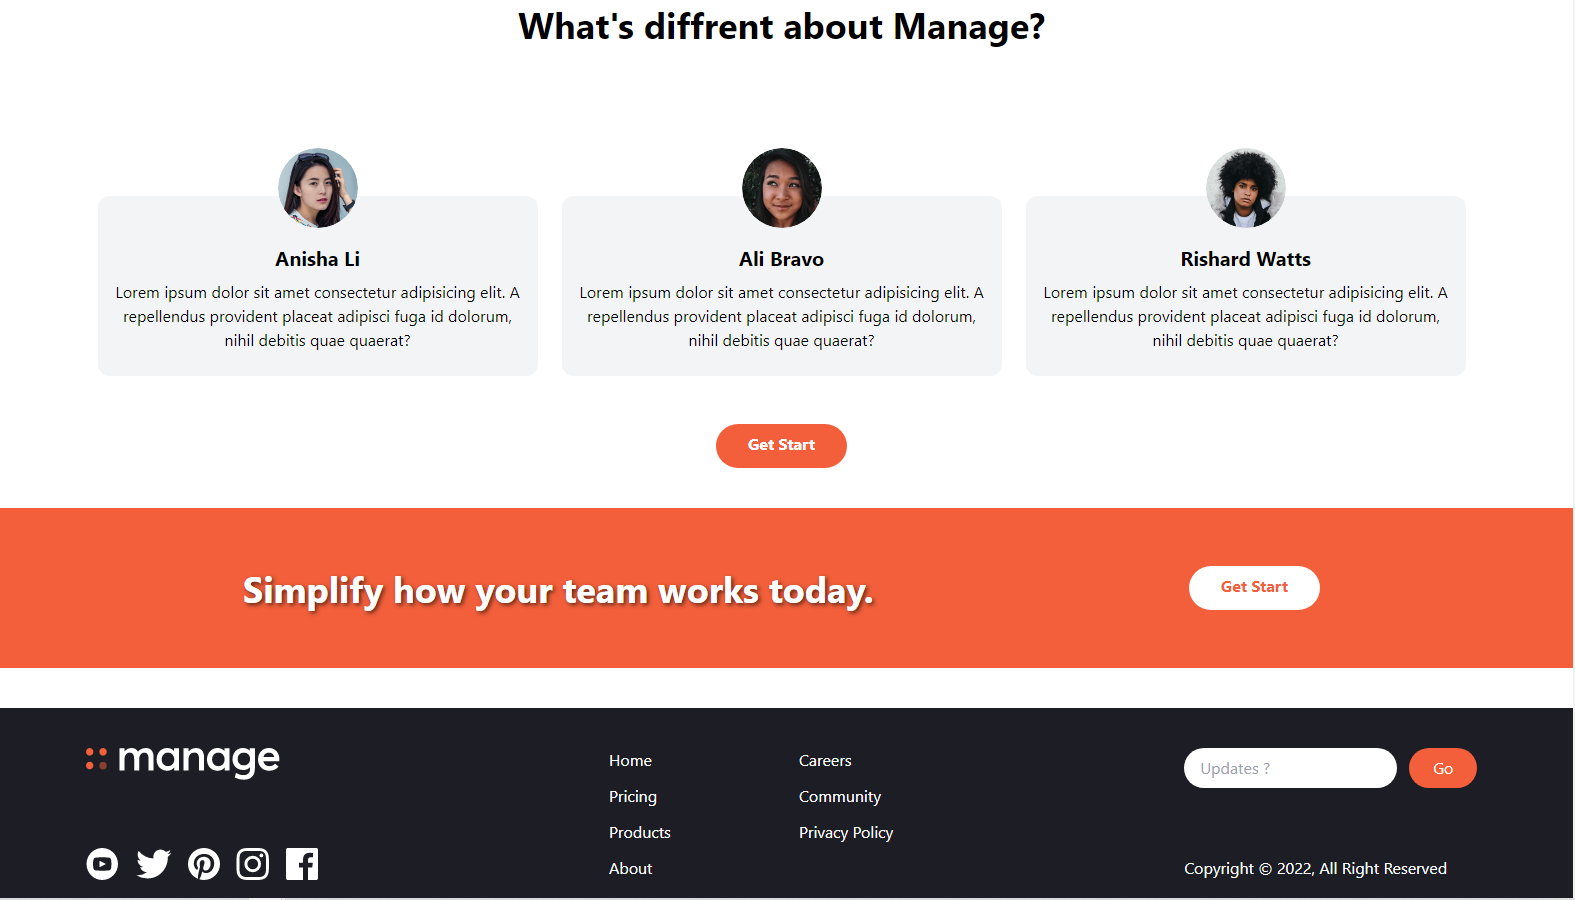 What's diffrent about Manage?
Anisha Li
Lorem ipsum dolor sit amet consectetur adipisicing elit. A
repellendus provident placeat adipisci fuga id dolorum,
nihil debitis quae quaerat?
Ali Bravo
Lorem ipsum dolor sit amet consectetur adipisicing elit. A
repellendus provident placeat adipisci fuga id dolorum,
nihil debitis quae quaerat?
Rishard Watts
Lorem ipsum dolor sit amet consectetur adipisicing elit. A
repellendus provident placeat adipisci fuga id dolorum,
nihil debitis quae quaerat?
Get Start
Simplify how your team works today.
Get Start
manage
Home
Pricing
Products
About
Careers
Community
Privacy Policy
Updates ?
Go
Copyright © 2022, All Right Reserved